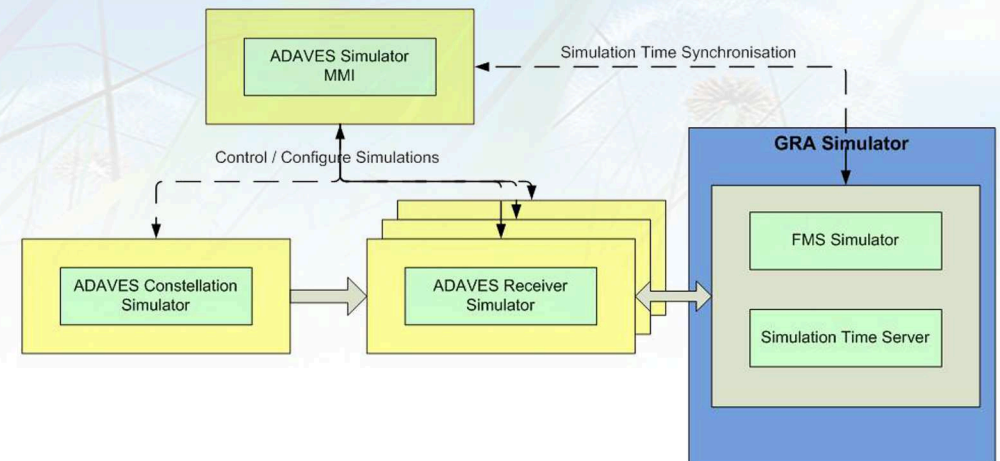 ADAVES Simulator
MMI
Simulation Time Synchronisation
Control / Configure Simulations
GRA Simulator
FMS Simulator
ADAVES Constellation
Simulator
ADAVES Receiver
Simulator
Simulation Time Server